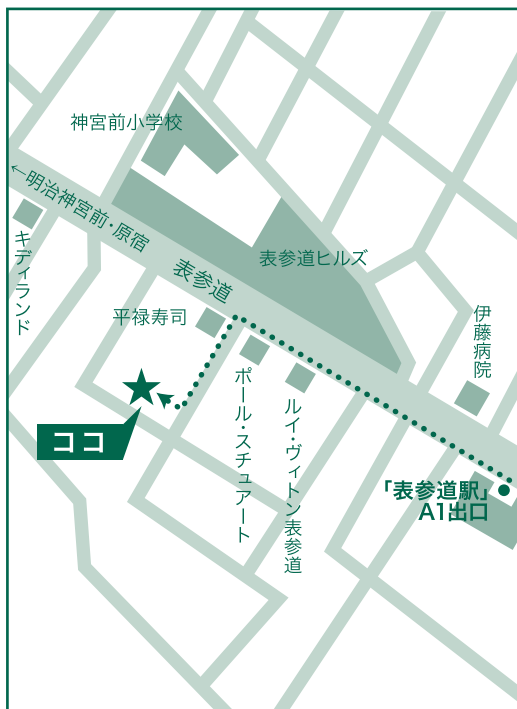 神宮前小学校
←明治神宮前・原宿
キディランド
表参道
表参道ヒルズ
平禄寿司
伊藤病院
ポール・スチュアート
ルイ・ヴィトン表参道
ココ
「表参道駅」
A1出口